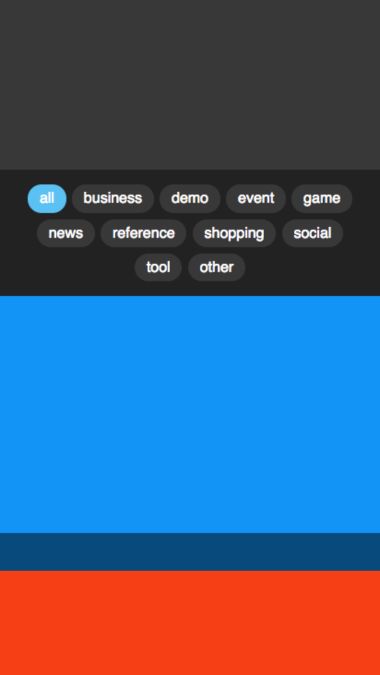 all business demo event game
news reference shopping social
tool other